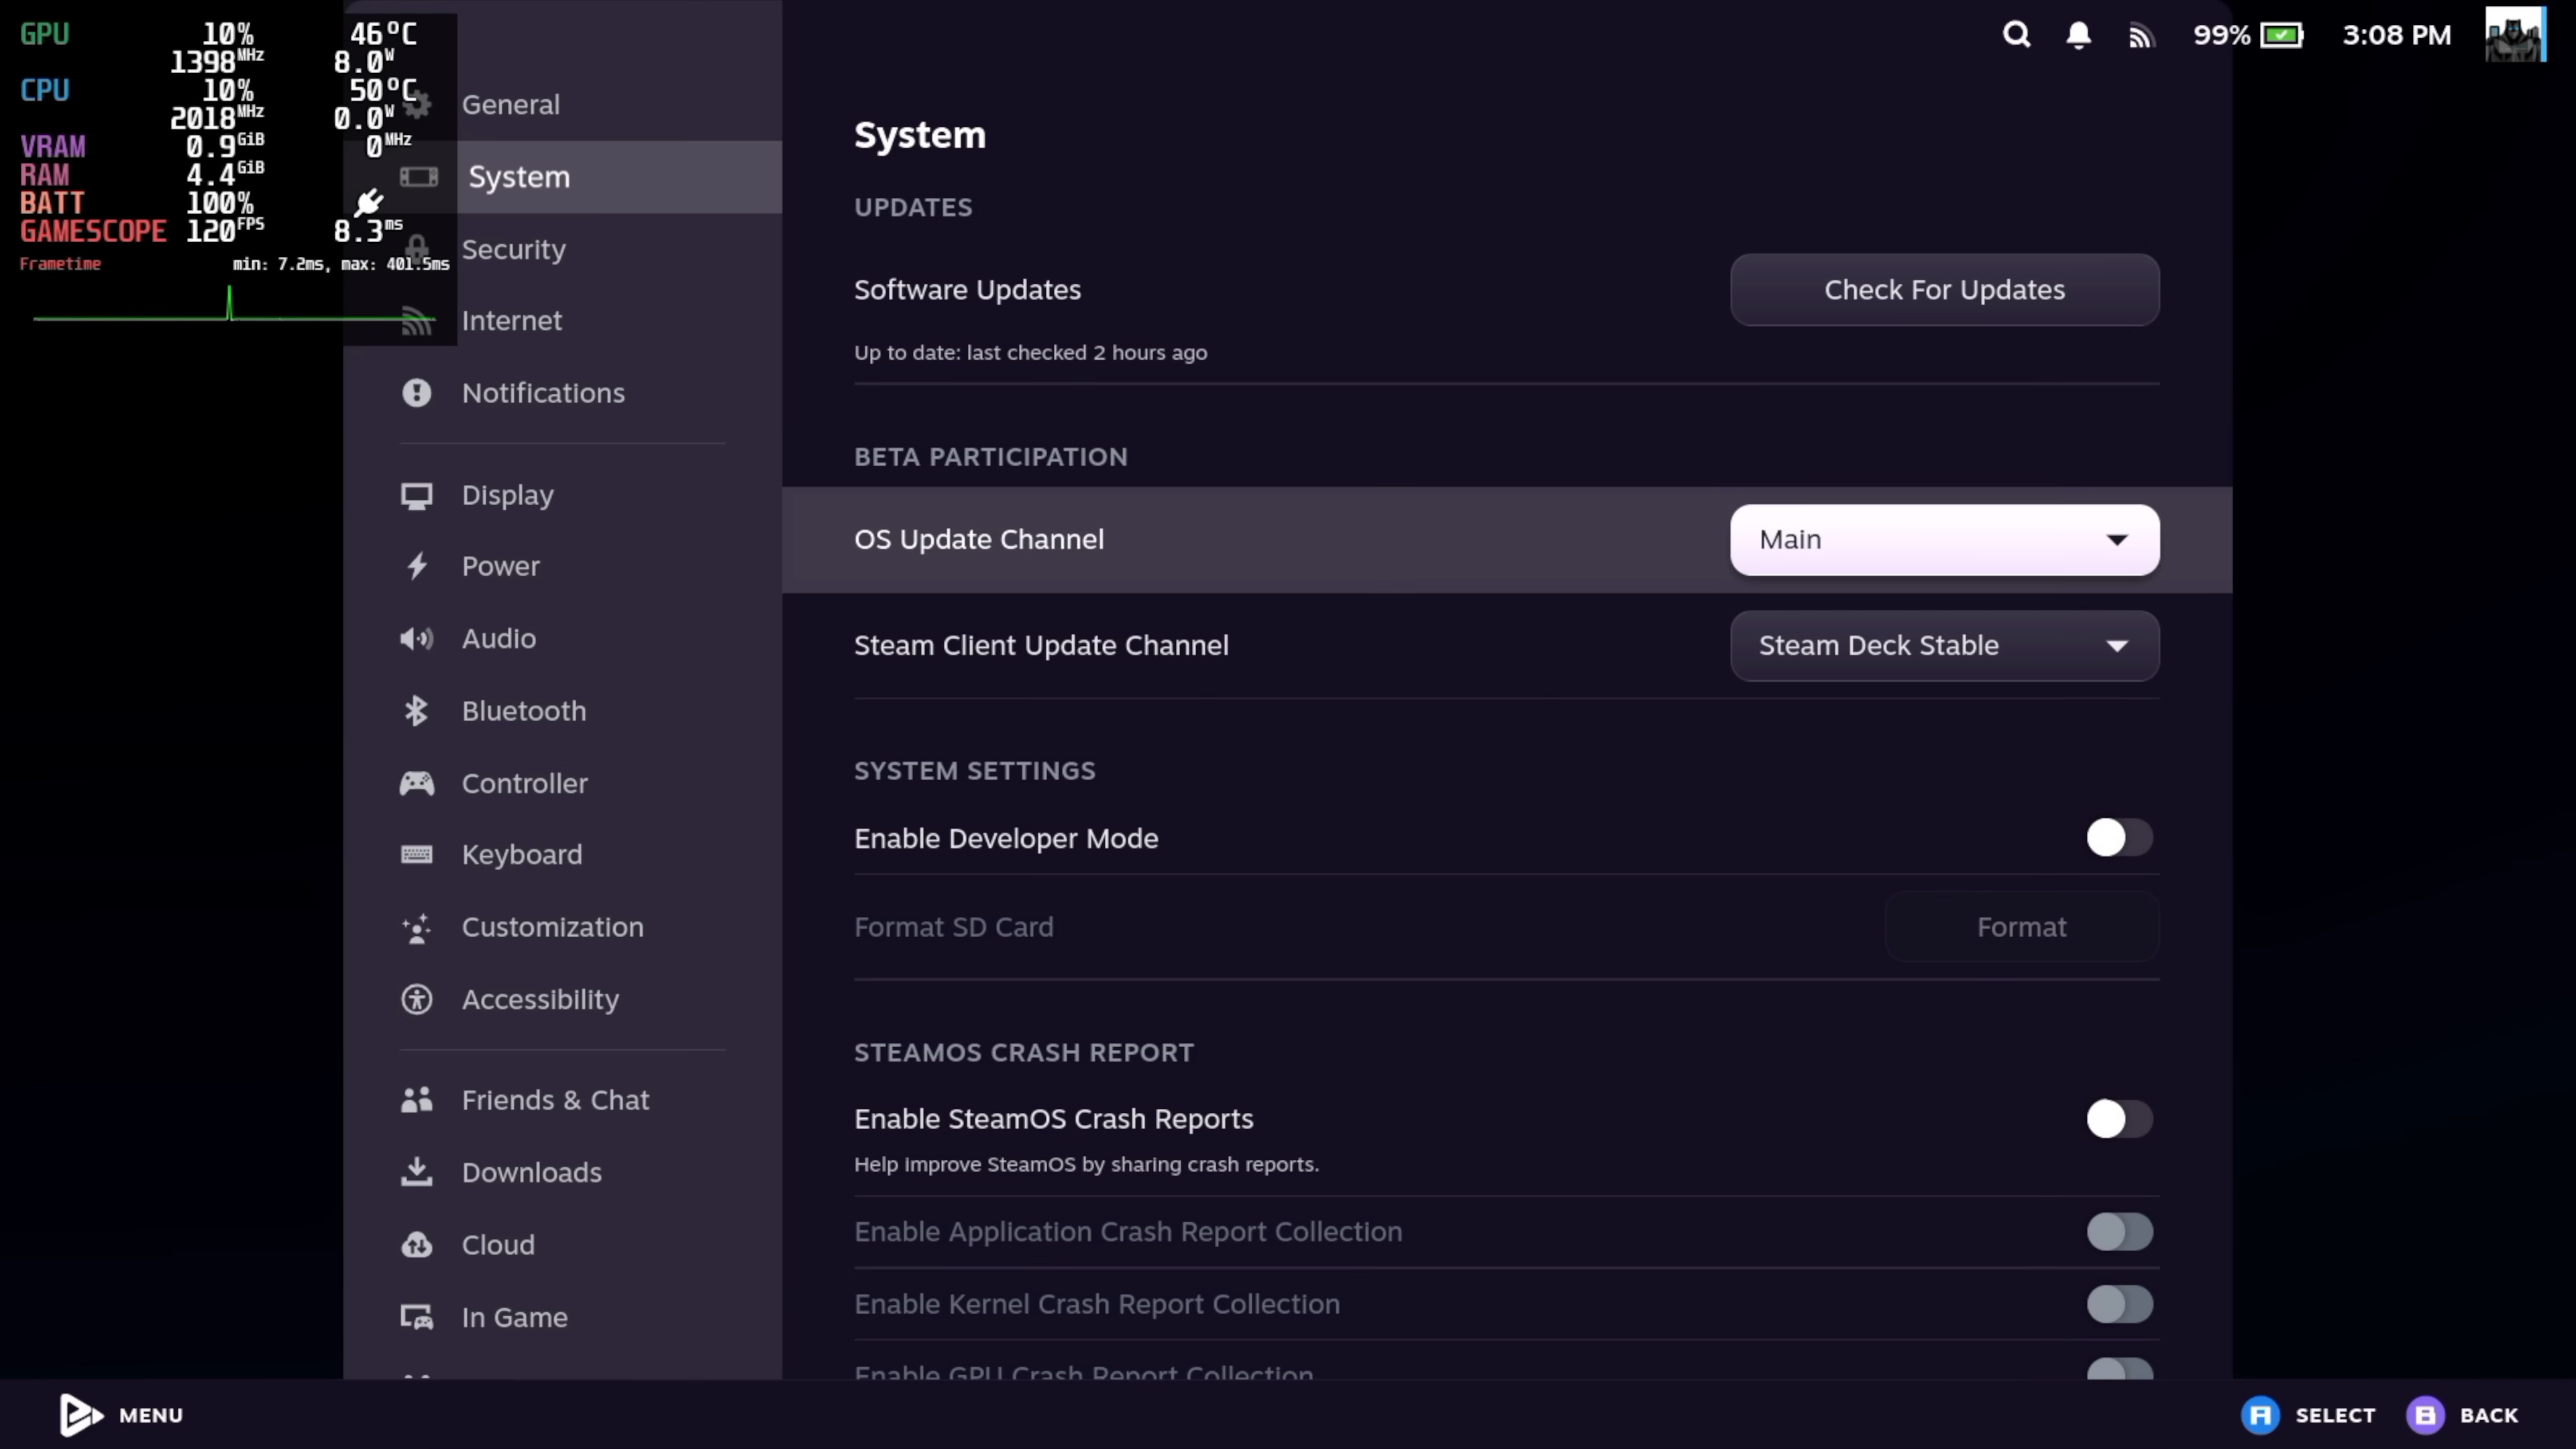 GPU 10% 46°C
1398MHz 8.0W
CPU 10% 50°C
2018MHz 0.0W
VRAM 0.9GiB 0MHz
RAM 4.4GiB
BATT 100%
GAMESCOPE 120FPS 8.3ms
Frametime min: 7.2ms, max: 401.5ms
99% 3:08 PM
General
System
Security
Internet
Notifications
Display
Power
Audio
Bluetooth
Controller
Keyboard
Customization
Accessibility
Friends & Chat
Downloads
Cloud
In Game
System
UPDATES
Software Updates Check For Updates
Up to date: last checked 2 hours ago
BETA PARTICIPATION
OS Update Channel Main
Steam Client Update Channel Steam Deck Stable
SYSTEM SETTINGS
Enable Developer Mode
Format SD Card Format
STEAMOS CRASH REPORT
Enable SteamOS Crash Reports
Help improve SteamOS by sharing crash reports.
Enable Application Crash Report Collection
Enable Kernel Crash Report Collection
Enable GPU Crash Report Collection
MENU A SELECT B BACK